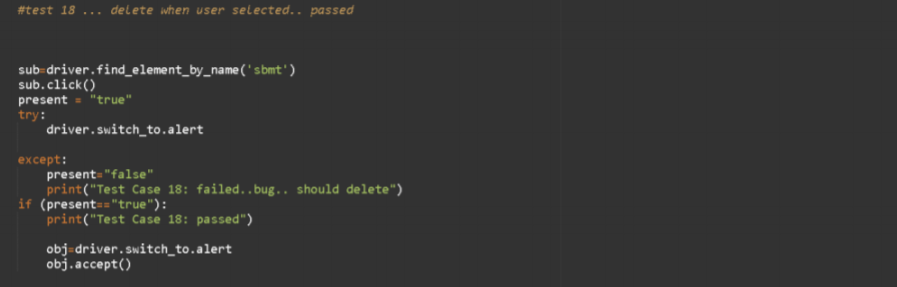 #test 18 ... delete when user selected.. passed
sub=driver.find_element_by_name('sbmt')
sub.click()
present = "true"
try:
    driver.switch_to.alert
except:
    present="false"
    print("Test Case 18: failed..bug.. should delete")
if (present=="true"):
    print("Test Case 18: passed")
    obj=driver.switch_to.alert
    obj.accept()